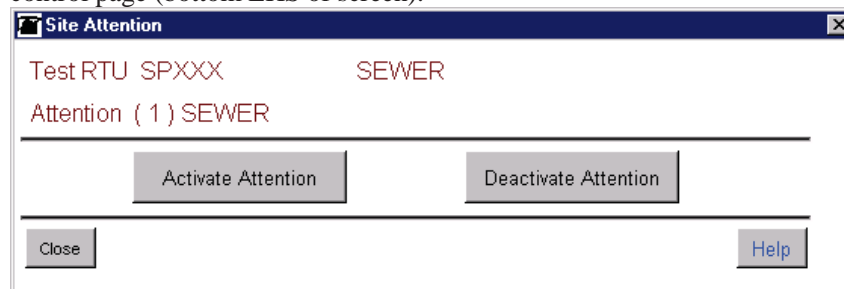 control page (bottom LHS of screen).
Site Attention
Test RTU SPXXX SEWER
Attention ( 1 ) SEWER
Activate Attention Deactivate Attention
Close Help